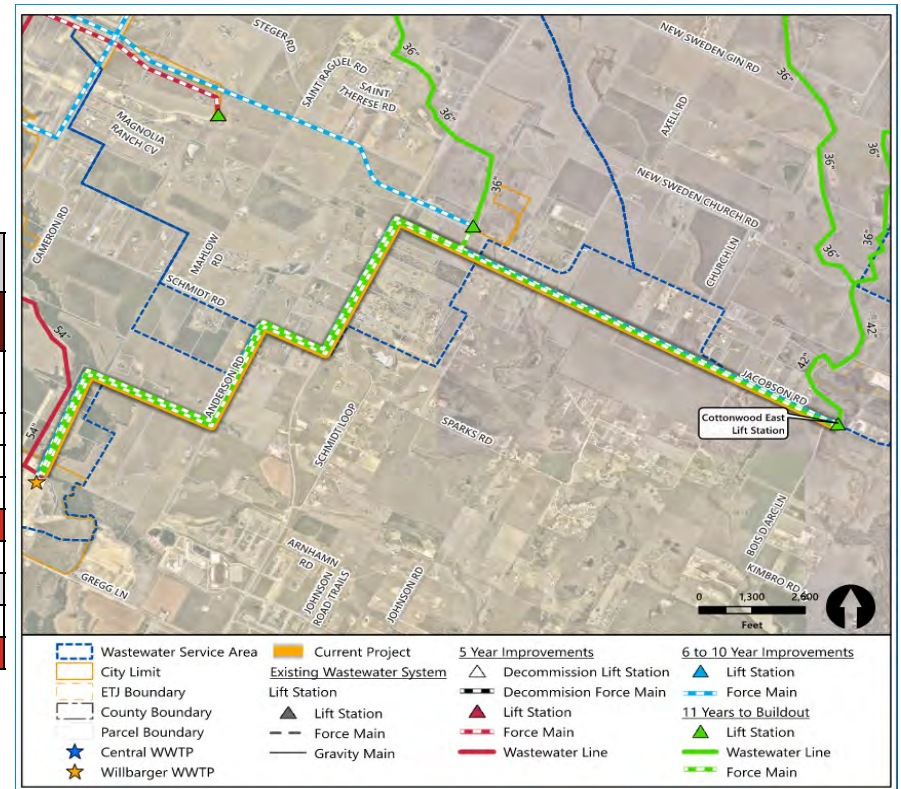 STEGER RD
NEW SWEDEN GIN RD
36"
36"
SAINT RAGUEL RD
SAINT
THERESE RD
36"
AXELL RD
MAGNOLIA
RANCH CV
36"
36"
36"
NEW SWEDEN CHURCH RD
CAMERON RD
MAHLOW
RD
CHURCH LN
36"
36"
SCHMIDT RD
54"
42"
42"
ANDERSON RD
JACOBSON RD
Cottonwood East
Lift Station
SCHMIDT LOOP
SPARKS RD
54"
BOIS D ARC LN
ARNHAMN
RD
KIMBRO RD
GREGG LN
JOHNSON
ROAD TRAILS
JOHNSON RD
0 1,300 2,600
Feet
Wastewater Service Area
City Limit
ETJ Boundary
County Boundary
Parcel Boundary
Central WWTP
Willbarger WWTP
Current Project
Existing Wastewater System
Lift Station
Lift Station
Force Main
Gravity Main
5 Year Improvements
Decommission Lift Station
Decommision Force Main
Lift Station
Force Main
Wastewater Line
6 to 10 Year Improvements
Lift Station
Force Main
11 Years to Buildout
Lift Station
Wastewater Line
Force Main